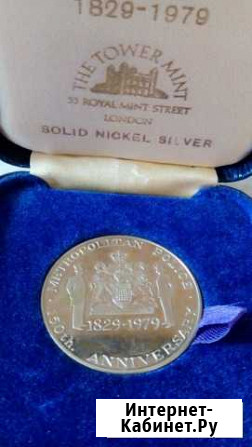 1829-1979
THE TOWER MINT
33 ROYAL MINT STREET
LONDON
SOLID NICKEL SILVER
METROPOLITAN POLICE
1829-1979
150th. ANNIVERSARY
Интернет-
Кабинет.Ру